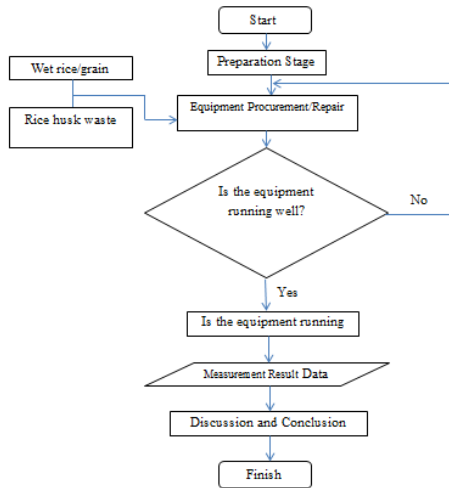 Start
Preparation Stage
Wet rice/grain
Rice husk waste
Equipment Procurement/Repair
Is the equipment
running well?
No
Yes
Is the equipment running
Measurement Result Data
Discussion and Conclusion
Finish